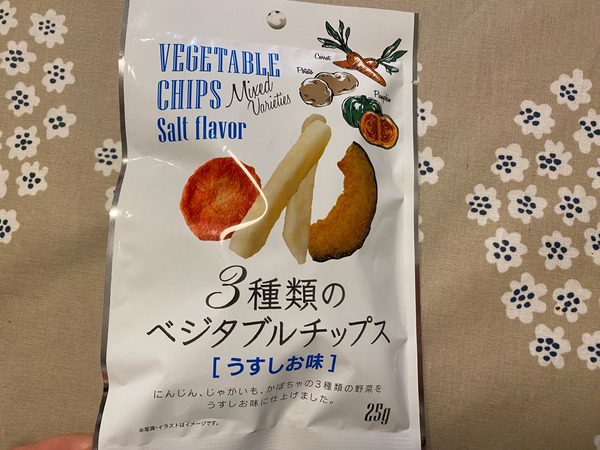 VEGETABLE
CHIPS Mixed
Varieties
Salt flavor
Carrot
Potato
Pumpkin
3種類の
ベジタブルチップス
[うすしお味]
にんじん、じゃがいも、かぼちゃの3種類の野菜を
うすしお味に仕上げました。
25g
※写真・イラストはイメージです。